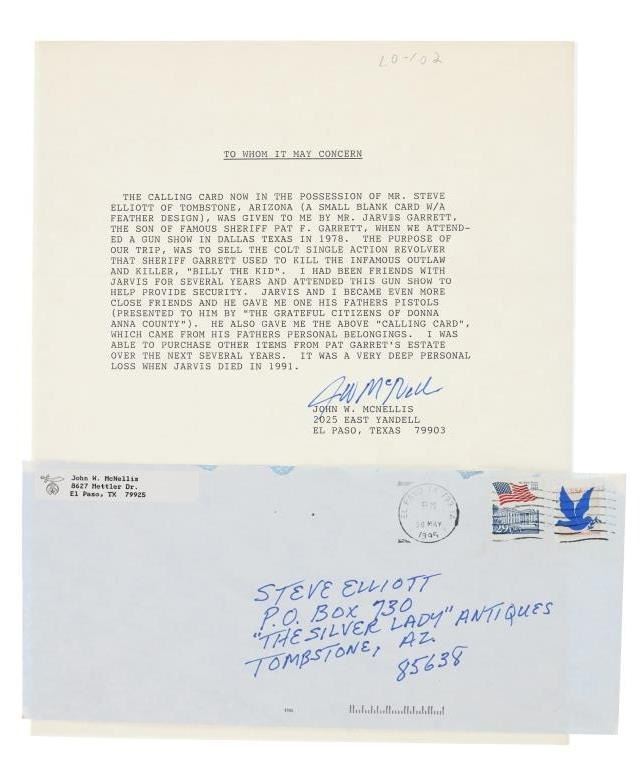 LO-102
TO WHOM IT MAY CONCERN
THE CALLING CARD NOW IN THE POSSESSION OF MR. STEVE
ELLIOTT OF TOMBSTONE, ARIZONA (A SMALL BLANK CARD W/A
FEATHER DESIGN), WAS GIVEN TO ME BY MR. JARVIS GARRETT,
THE SON OF FAMOUS SHERIFF PAT F. GARRETT, WHEN WE ATTEND-
ED A GUN SHOW IN DALLAS TEXAS IN 1978. THE PURPOSE OF
OUR TRIP, WAS TO SELL THE COLT SINGLE ACTION REVOLVER
THAT SHERIFF GARRETT USED TO KILL THE INFAMOUS OUTLAW
AND KILLER, "BILLY THE KID". I HAD BEEN FRIENDS WITH
JARVIS FOR SEVERAL YEARS AND ATTENDED THIS GUN SHOW TO
HELP PROVIDE SECURITY. JARVIS AND I BECAME EVEN MORE
CLOSE FRIENDS AND HE GAVE ME ONE HIS FATHERS PISTOLS
(PRESENTED TO HIM BY "THE GRATEFUL CITIZENS OF DONNA
ANNA COUNTY"). HE ALSO GAVE ME THE ABOVE "CALLING CARD",
WHICH CAME FROM HIS FATHERS PERSONAL BELONGINGS. I WAS
ABLE TO PURCHASE OTHER ITEMS FROM PAT GARRET'S ESTATE
OVER THE NEXT SEVERAL YEARS. IT WAS A VERY DEEP PERSONAL
LOSS WHEN JARVIS DIED IN 1991.
JW McNell
JOHN W. MCNELLIS
2025 EAST YANDELL
EL PASO, TEXAS 79903
John W. McNellis
8627 Mettler Dr.
El Paso, TX 79925
EL PASO TX
PM
MAY
1995
29
USA
STEVE ELLIOTT
P.O. BOX 730
"THE SILVER LADY" ANTIQUES
TOMBSTONE, AZ.
85638